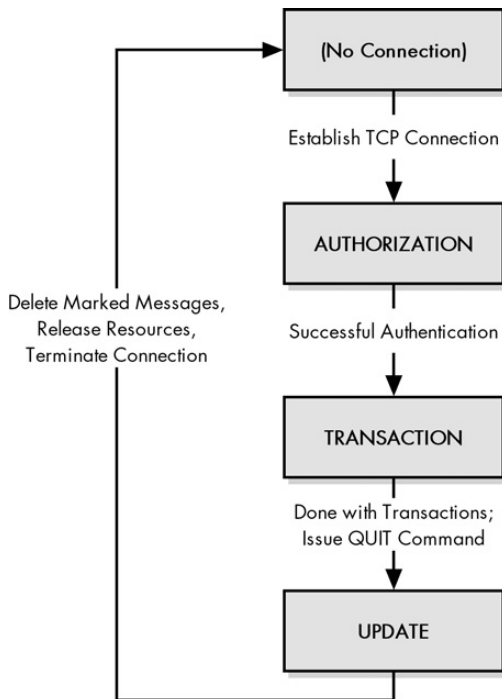 (No Connection)
Establish TCP Connection
AUTHORIZATION
Delete Marked Messages,
Release Resources,
Terminate Connection
Successful Authentication
TRANSACTION
Done with Transactions;
Issue QUIT Command
UPDATE